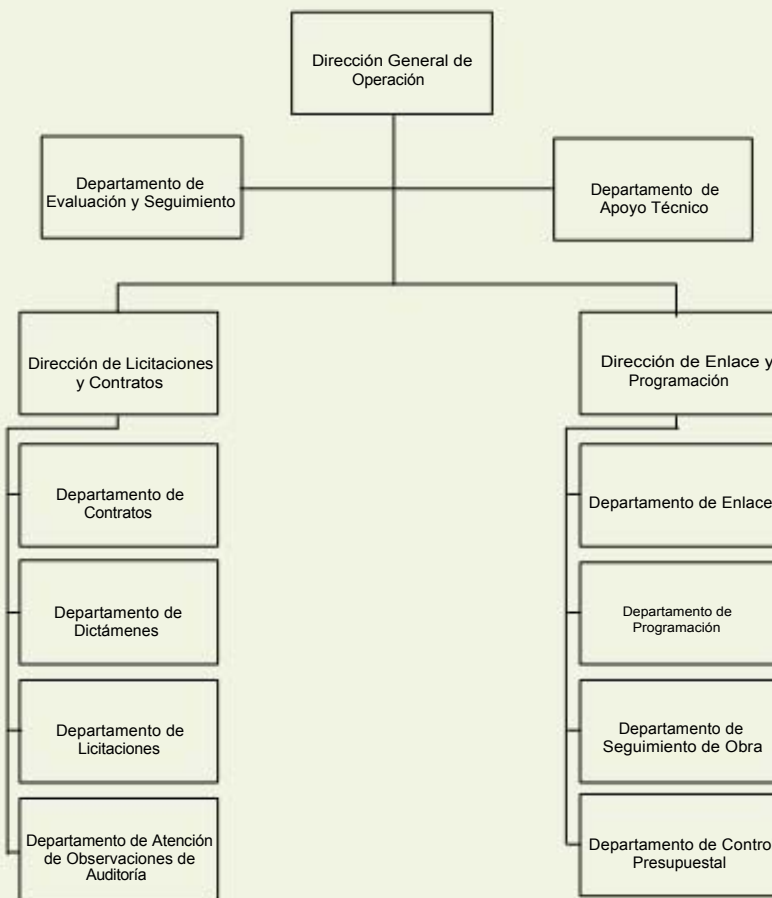 Dirección General de
Operación
Departamento de
Evaluación y Seguimiento
Departamento de
Apoyo Técnico
Dirección de Licitaciones
y Contratos
Departamento de
Contratos
Departamento de
Dictámenes
Departamento de
Licitaciones
Departamento de Atención
de Observaciones de
Auditoría
Dirección de Enlace y
Programación
Departamento de Enlace
Departamento de
Programación
Departamento de
Seguimiento de Obra
Departamento de Contro
Presupuestal